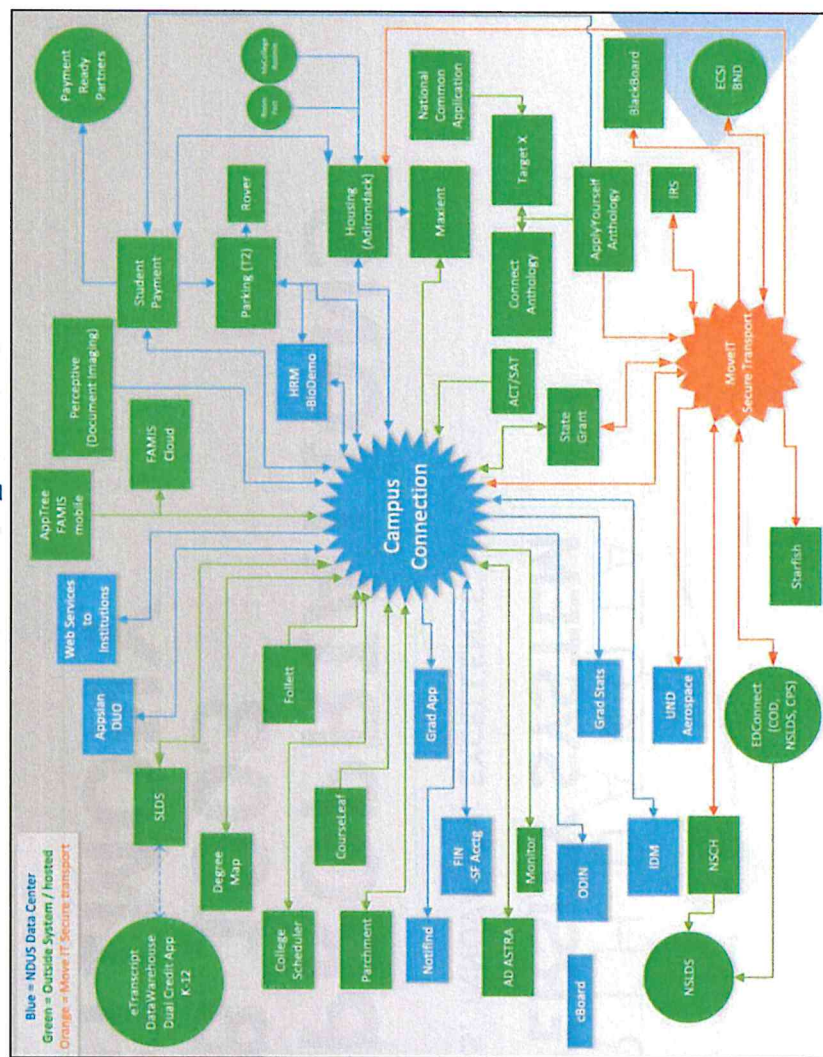 Blue = NDUS Data Center
Green = Outside System / hosted
Orange = Move IT Secure transport
eTranscript
DataWarehouse
Dual Credit App
K-12
SLDS
Appsian
DUO
Web Services
to
Institutions
AppTree
FAMIS
mobile
FAMIS
Cloud
Perceptive
(Document Imaging)
Student
Payment
Payment
Ready
Partners
Degree
Map
College
Scheduler
Follett
CourseLeaf
Parchment
Parking (T2)
Rover
HRM
-BioDemo
Housing
(Adirondack)
Maxient
National
Common
Application
Target X
Connect
Anthology
ApplyYourself
Anthology
Campus
Connection
Notifind
Grad App
FIN
-SF Acctg
AD ASTRA
Monitor
ACT/SAT
State
Grant
cBoard
ODIN
Grad Stats
IDM
UND
Aerospace
NSCH
NSLDS
EDConnect
(COD,
NSLDS, CPS)
Starfish
MoveIT
Secure Transport
IRS
BlackBoard
ECSI
BND